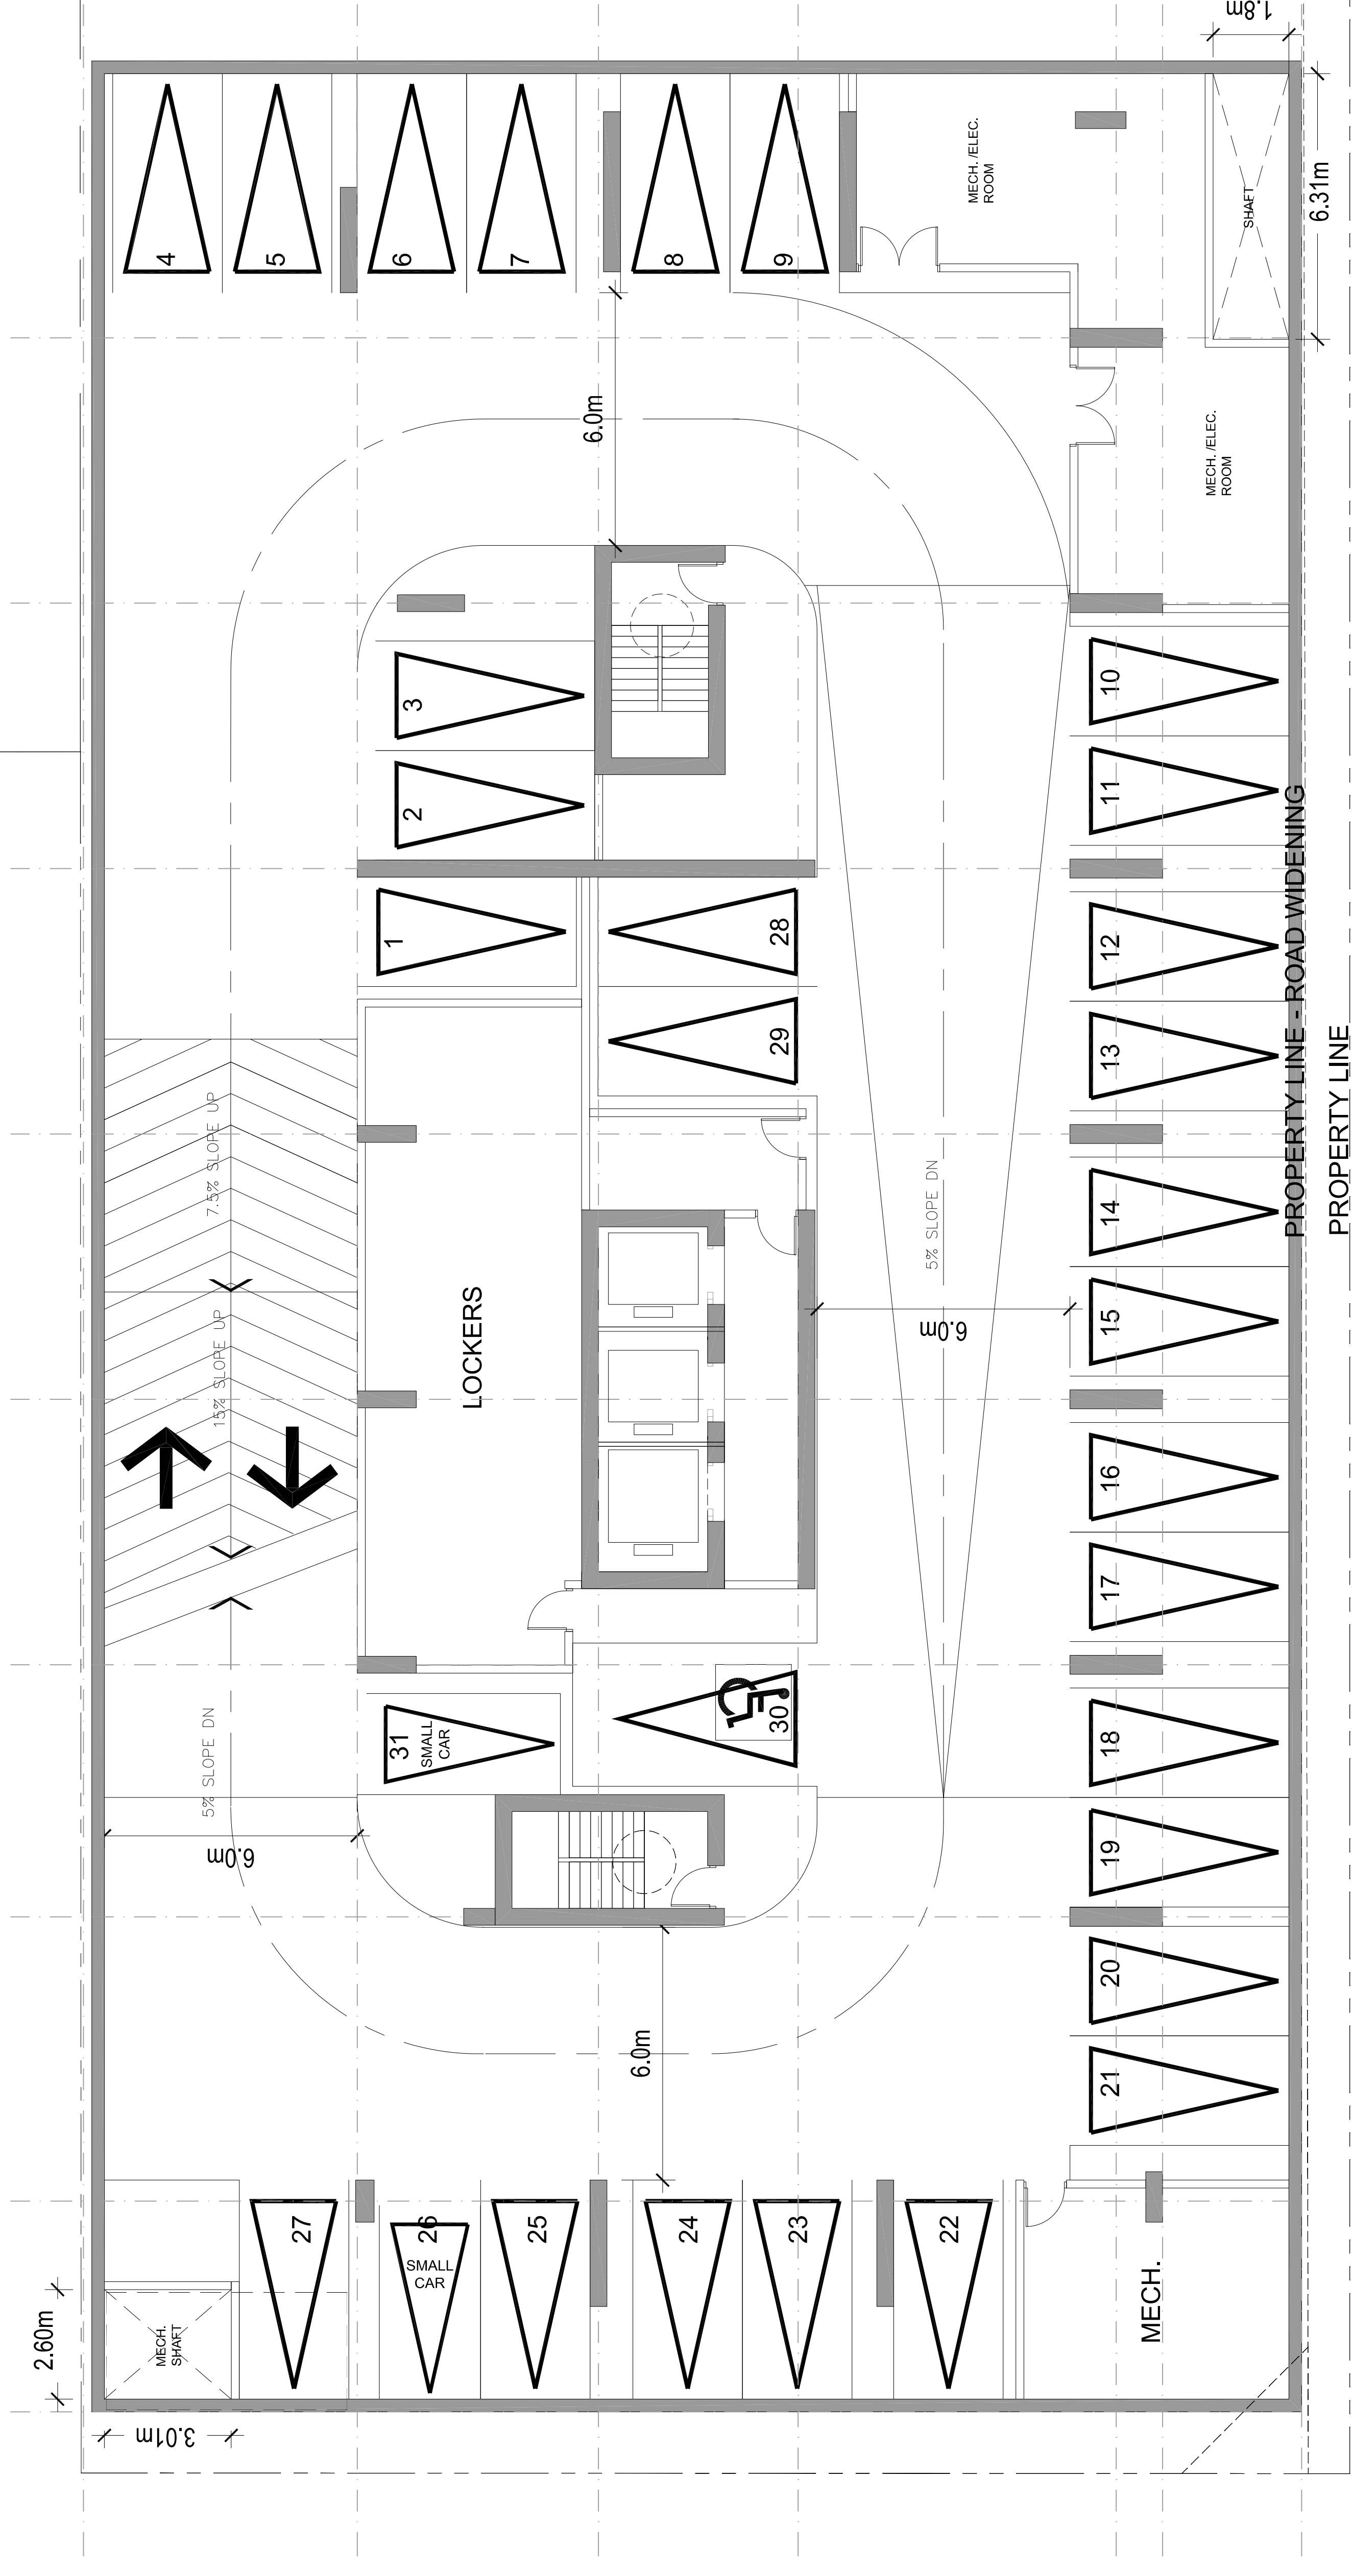 1.8m
4
5
6
7
8
9
MECH. /ELEC.
ROOM
SHAFT
6.31m
6.0m
MECH. /ELEC.
ROOM
3
2
10
11
1
28
29
12
13
PROPERTY LINE - ROAD WIDENING
PROPERTY LINE
7.5% SLOPE UP
15% SLOPE UP
LOCKERS
5% SLOPE DN
6.0m
14
15
16
17
31
SMALL
CAR
30
18
19
5% SLOPE DN
6.0m
20
21
6.0m
27
26
SMALL
CAR
25
24
23
22
MECH.
MECH.
SHAFT
2.60m
3.01m